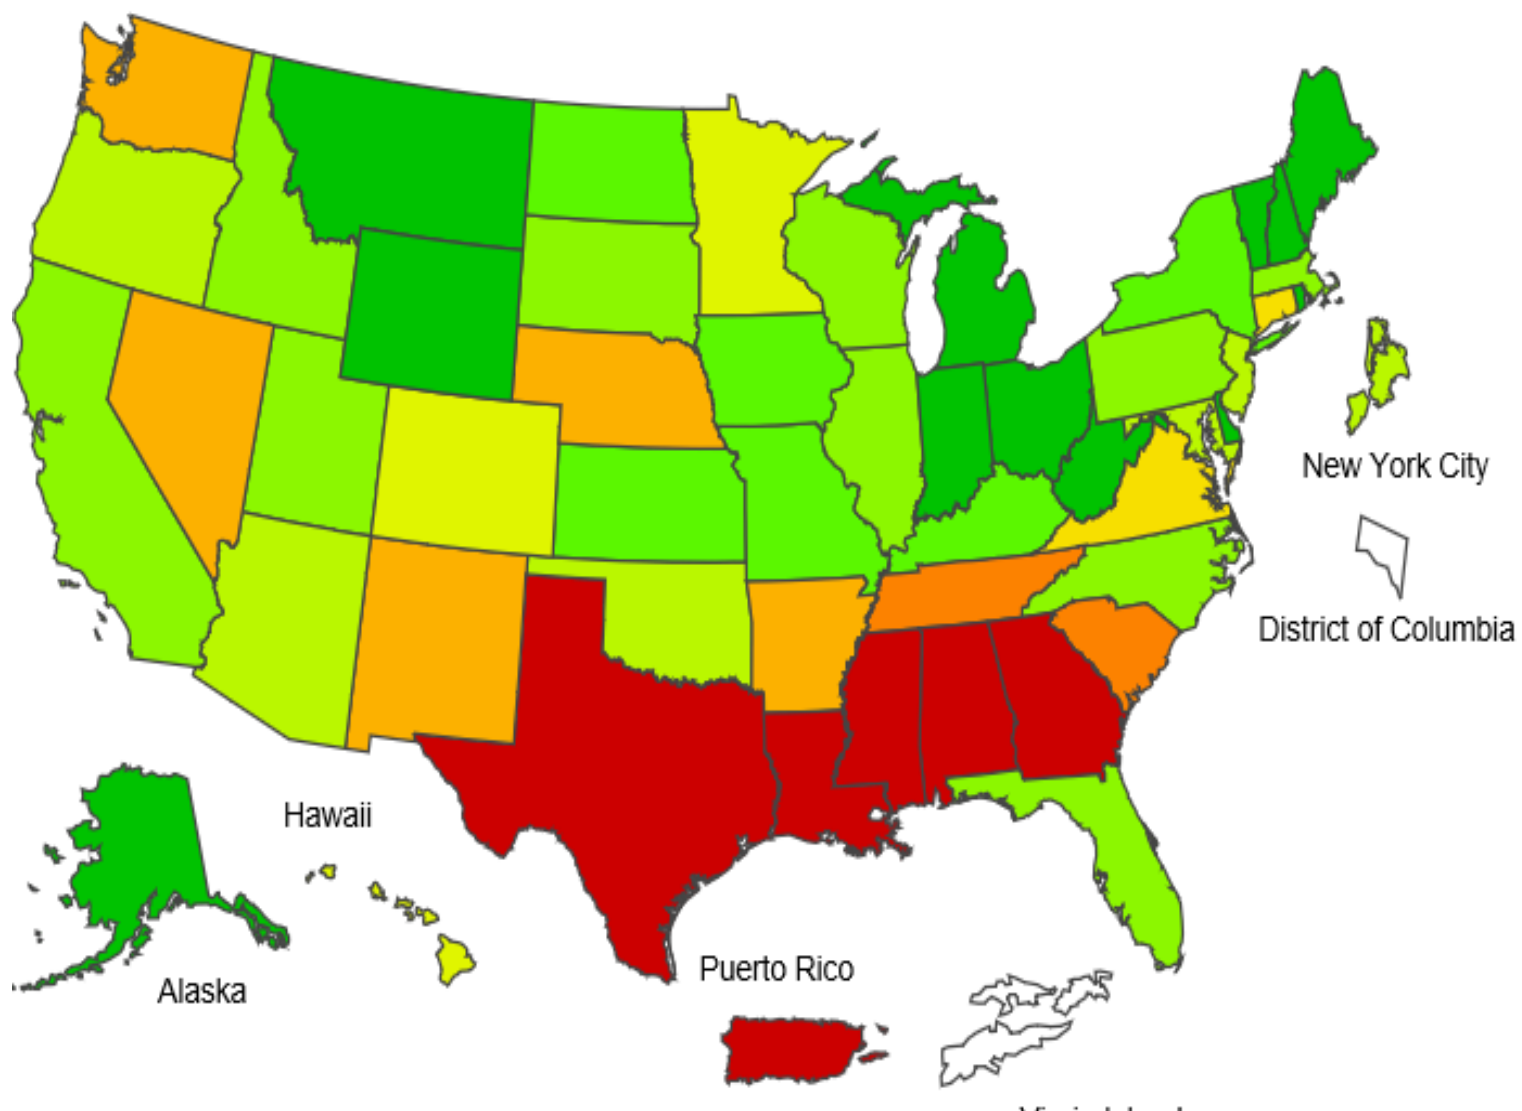 New York City
District of Columbia
Hawaii
Puerto Rico
Alaska